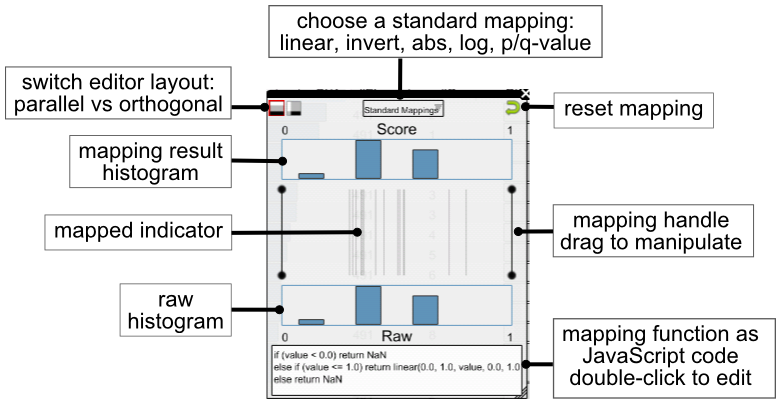 choose a standard mapping:
linear, invert, abs, log, p/q-value
switch editor layout:
parallel vs orthogonal
Standard Mappings
reset mapping
Score
0
1
mapping result
histogram
mapped indicator
mapping handle
drag to manipulate
raw
histogram
0
Raw
1
if (value < 0.0) return NaN
else if (value <= 1.0) return linear(0.0, 1.0, value, 0.0, 1.0
else return NaN
mapping function as
JavaScript code
double-click to edit